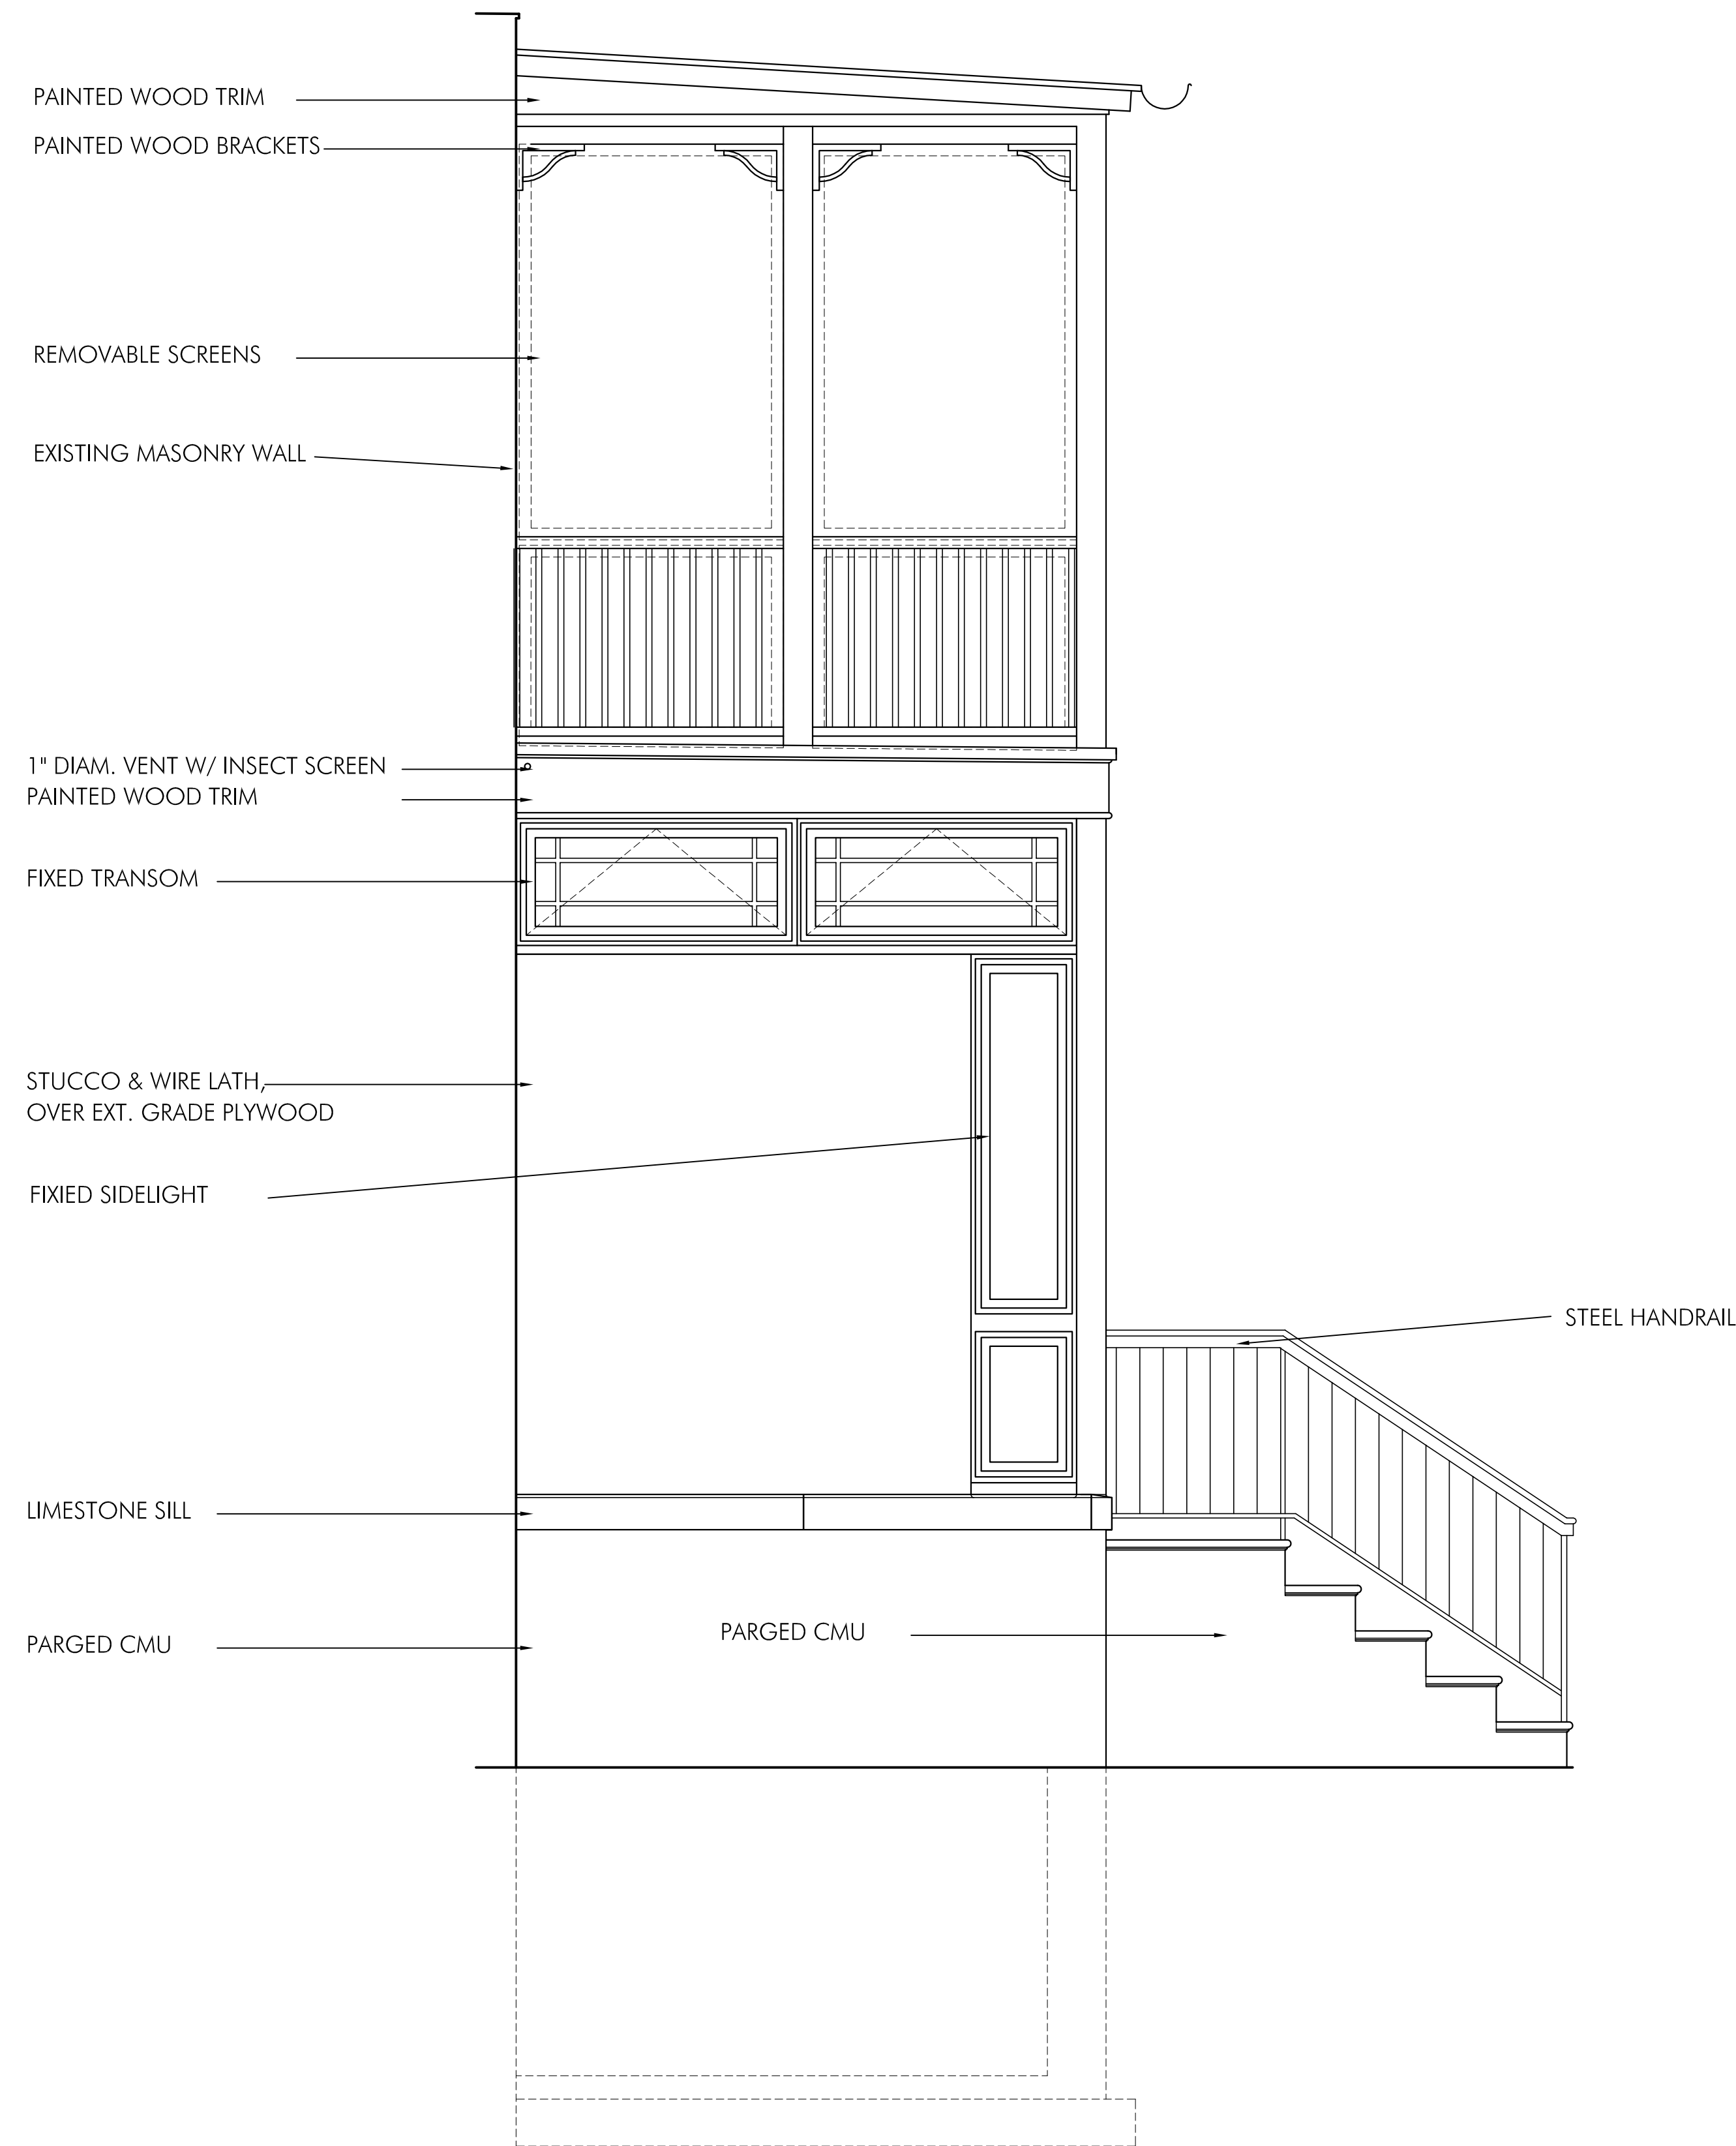 PAINTED WOOD TRIM
PAINTED WOOD BRACKETS
REMOVABLE SCREENS
EXISTING MASONRY WALL
1" DIAM. VENT W/ INSECT SCREEN
PAINTED WOOD TRIM
FIXED TRANSOM
STUCCO & WIRE LATH,
OVER EXT. GRADE PLYWOOD
FIXIED SIDELIGHT
STEEL HANDRAIL
LIMESTONE SILL
PARGED CMU
PARGED CMU